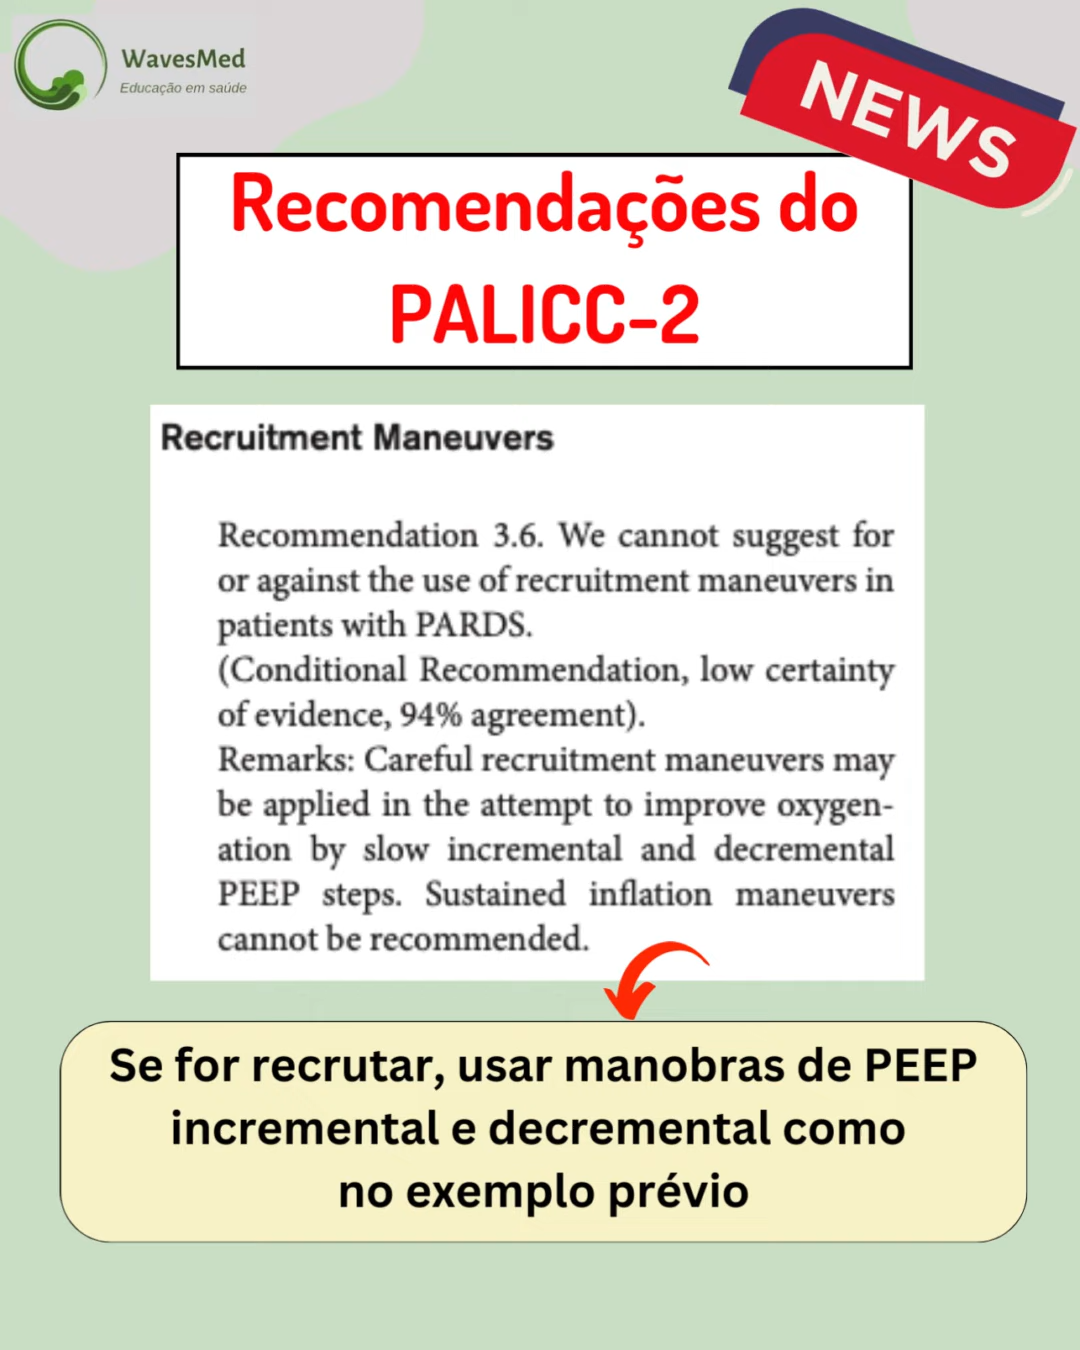 WavesMed
Educação em saúde
NEWS
Recomendações do
PALICC-2
Recruitment Maneuvers
Recommendation 3.6. We cannot suggest for
or against the use of recruitment maneuvers in
patients with PARDS.
(Conditional Recommendation, low certainty
of evidence, 94% agreement).
Remarks: Careful recruitment maneuvers may
be applied in the attempt to improve oxygen-
ation by slow incremental and decremental
PEEP steps. Sustained inflation maneuvers
cannot be recommended.
Se for recrutar, usar manobras de PEEP
incremental e decremental como
no exemplo prévio